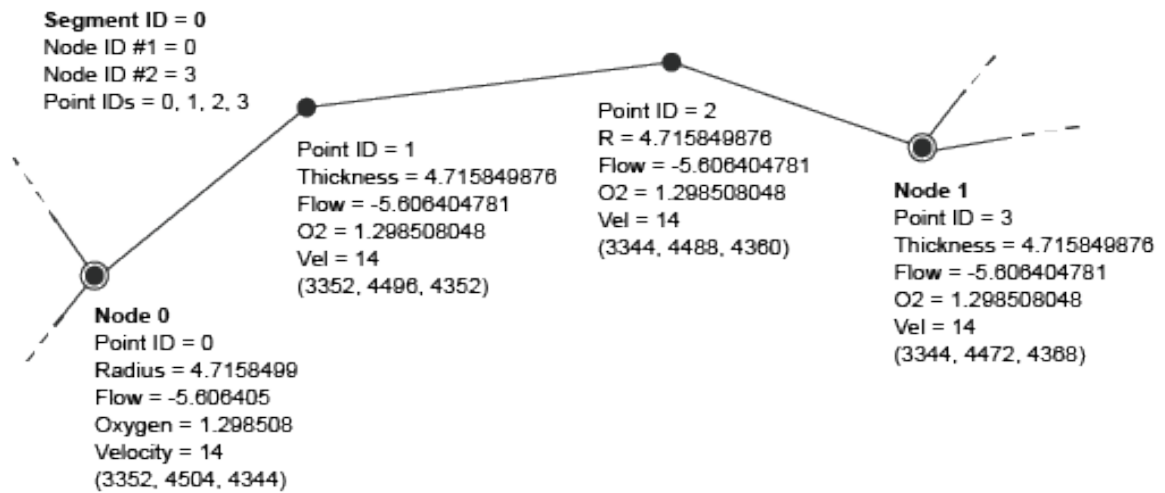 Segment ID = 0
Node ID #1 = 0
Node ID #2 = 3
Point IDs = 0, 1, 2, 3
Point ID = 1
Thickness = 4.715849876
Flow = -5.606404781
O2 = 1.298508048
Vel = 14
(3352, 4496, 4352)
Point ID = 2
R = 4.715849876
Flow = -5.606404781
O2 = 1.298508048
Vel = 14
(3344, 4488, 4360)
Node 1
Point ID = 3
Thickness = 4.715849876
Flow = -5.606404781
O2 = 1.298508048
Vel = 14
(3344, 4472, 4368)
Node 0
Point ID = 0
Radius = 4.7158499
Flow = -5.606405
Oxygen = 1.298508
Velocity = 14
(3352, 4504, 4344)